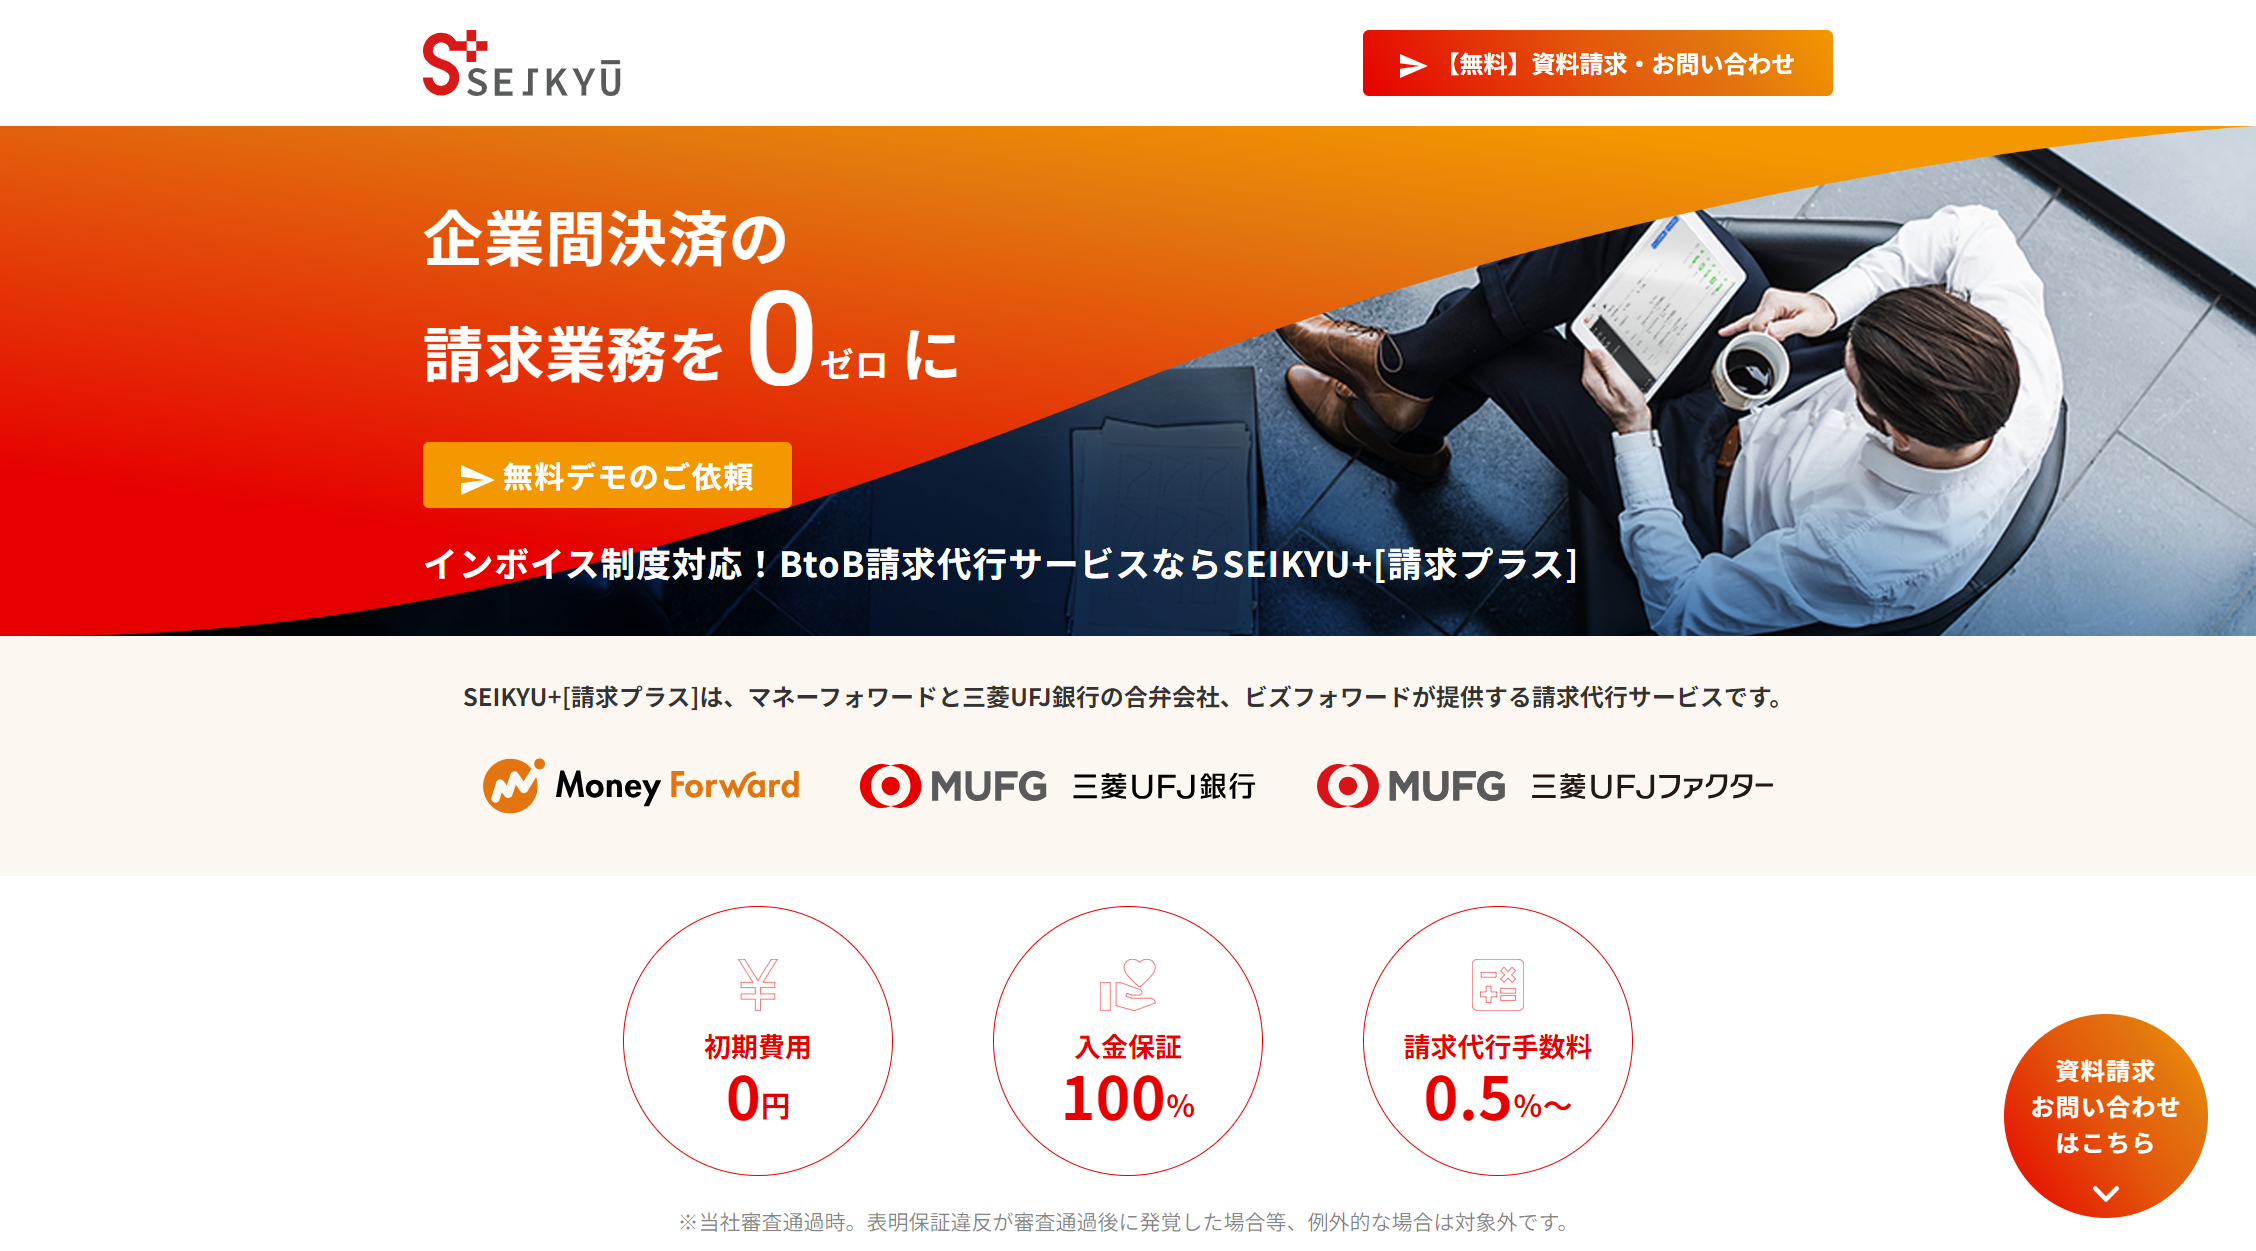 S+SEIKYŪ
【無料】資料請求・お問い合わせ
企業間決済の
請求業務を 0ゼロ に
無料デモのご依頼
インボイス制度対応！BtoB請求代行サービスならSEIKYU+[請求プラス]
SEIKYU+[請求プラス]は、マネーフォワードと三菱UFJ銀行の合弁会社、ビズフォワードが提供する請求代行サービスです。
Money Forward
MUFG 三菱UFJ銀行
MUFG 三菱UFJファクター
初期費用
0円
入金保証
100%
請求代行手数料
0.5%～
資料請求
お問い合わせ
はこちら
※当社審査通過時。表明保証違反が審査通過後に発覚した場合等、例外的な場合は対象外です。